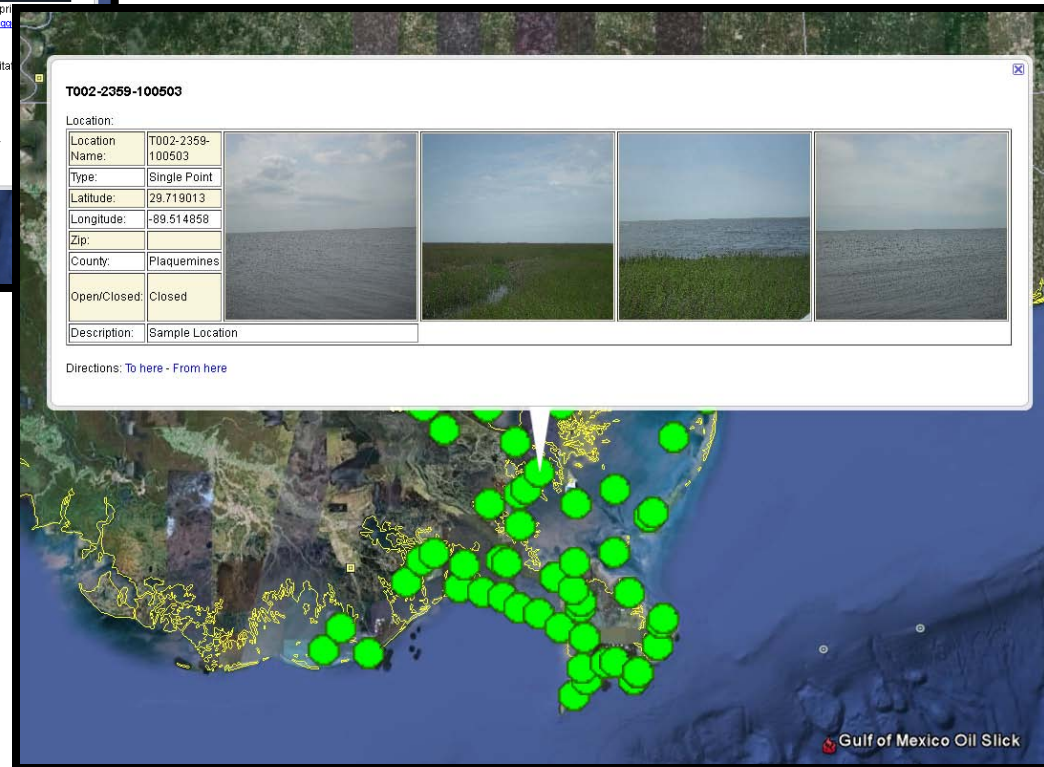 T002-2359-100503
Location:
Location Name: T002-2359-100503
Type: Single Point
Latitude: 29.719013
Longitude: -89.514858
Zip:
County: Plaquemines
Open/Closed: Closed
Description: Sample Location
Directions: To here - From here
Gulf of Mexico Oil Slick